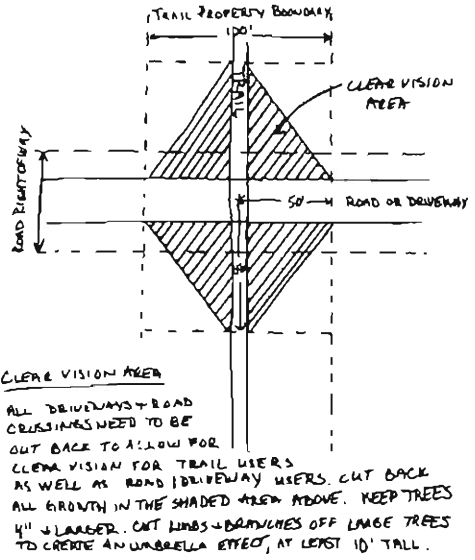 TRAIL PROPERTY BOUNDARY
100'
TRAIL
CLEAR VISION
AREA
ROAD RIGHT OF WAY
50'
ROAD OR DRIVEWAY
CLEAR VISION AREA
ALL DRIVEWAYS + ROAD
CROSSINGS NEED TO BE
CUT BACK TO ALLOW FOR
CLEAR VISION FOR TRAIL USERS
AS WELL AS ROAD/DRIVEWAY USERS. CUT BACK
ALL GROWTH IN THE SHADED AREA ABOVE. KEEP TREES
4" + LARGER. CUT LIMBS + BRANCHES OFF LARGE TREES
TO CREATE AN UMBRELLA EFFECT, AT LEAST 10' TALL.